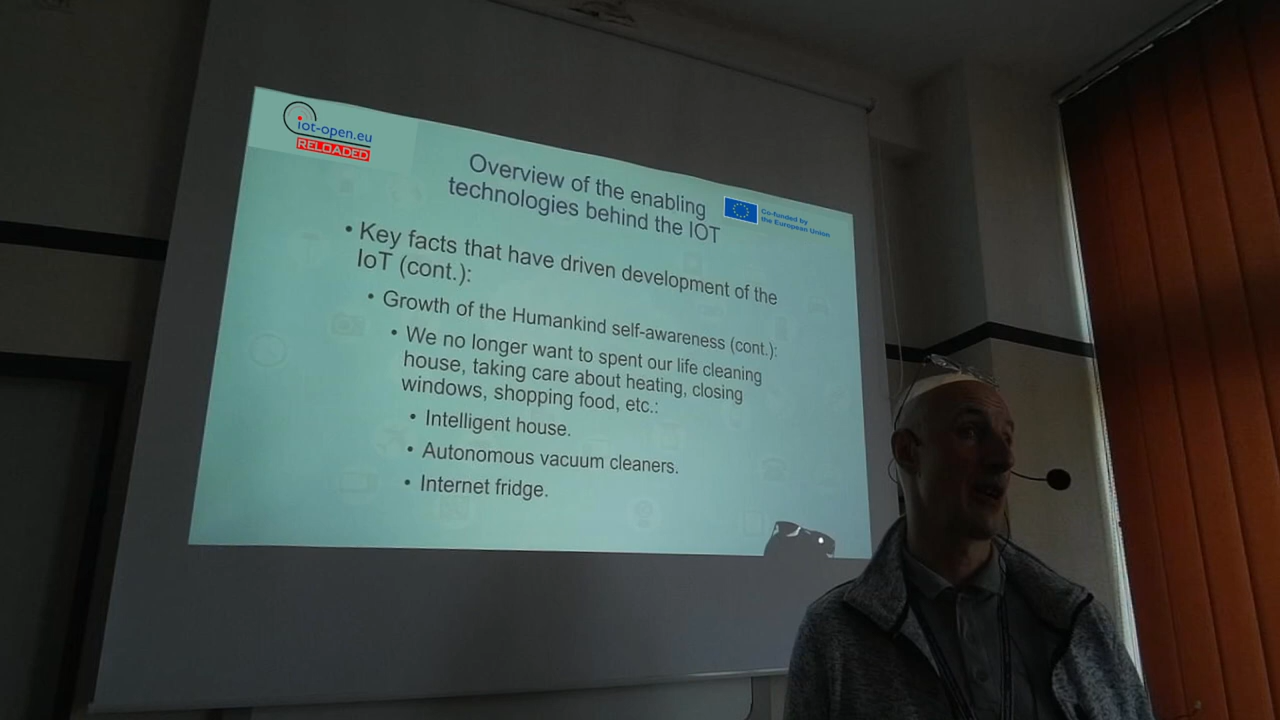 iot-open.eu
RELOADED
Overview of the enabling
technologies behind the IOT
Co-funded by
the European Union
• Key facts that have driven development of the
IoT (cont.):
• Growth of the Humankind self-awareness (cont.):
• We no longer want to spent our life cleaning
house, taking care about heating, closing
windows, shopping food, etc.:
• Intelligent house.
• Autonomous vacuum cleaners.
• Internet fridge.